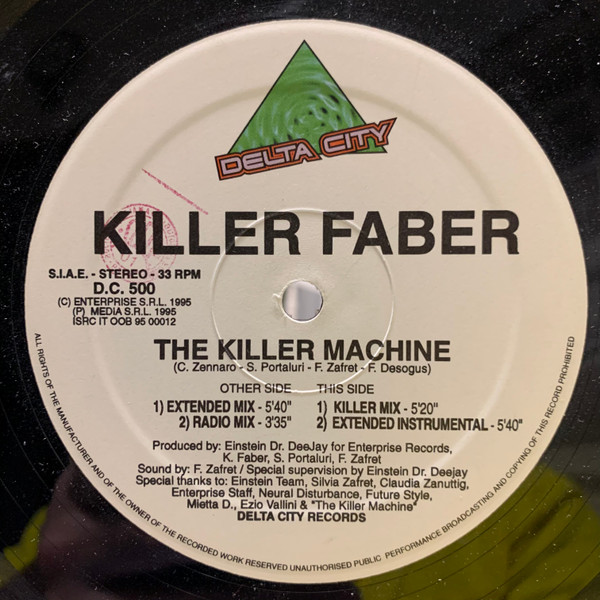 DELTA CITY
KILLER FABER
S.I.A.E. - STEREO - 33 RPM
D.C. 500
(C) ENTERPRISE S.R.L. 1995
(P) MEDIA S.R.L. 1995
ISRC IT OOB 95 00012
THE KILLER MACHINE
(C. Zennaro - S. Portaluri - F. Zafret - F. Desogus)
OTHER SIDE
1) EXTENDED MIX - 5'40"
2) RADIO MIX - 3'35"
THIS SIDE
1) KILLER MIX - 5'20"
2) EXTENDED INSTRUMENTAL - 5'40"
Produced by: Einstein Dr. DeeJay for Enterprise Records,
K. Faber, S. Portaluri, F. Zafret
Sound by: F. Zafret / Special supervision by Einstein Dr. Deejay
Special thanks to: Einstein Team, Silvia Zafret, Claudia Zanuttig,
Enterprise Staff, Neural Disturbance, Future Style,
Mietta D., Ezio Vallini & "The Killer Machine"
DELTA CITY RECORDS
ALL RIGHTS OF THE MANUFACTURER AND OF THE OWNER OF THE RECORDED WORK RESERVED UNAUTHORISED PUBLIC PERFORMANCE BROADCASTING AND COPYING OF THIS RECORD PROHIBITED